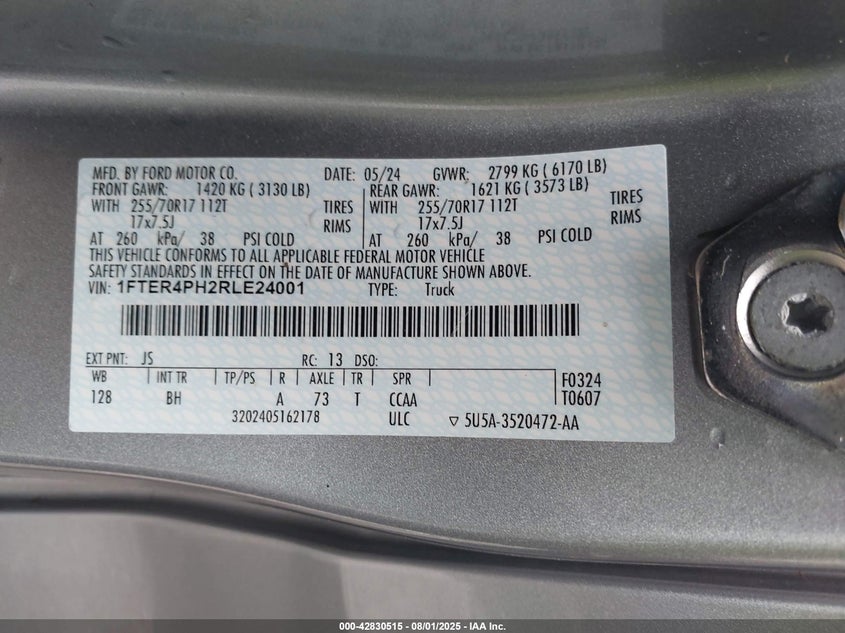 MFD. BY FORD MOTOR CO. DATE: 05/24 GVWR: 2799 KG ( 6170 LB)
FRONT GAWR: 1420 KG ( 3130 LB) REAR GAWR: 1621 KG ( 3573 LB)
WITH 255/70R17 112T TIRES WITH 255/70R17 112T TIRES
17x7.5J RIMS 17x7.5J RIMS
AT 260 kPa/ 38 PSI COLD AT 260 kPa/ 38 PSI COLD
THIS VEHICLE CONFORMS TO ALL APPLICABLE FEDERAL MOTOR VEHICLE
SAFETY STANDARDS IN EFFECT ON THE DATE OF MANUFACTURE SHOWN ABOVE.
VIN: 1FTER4PH2RLE24001 TYPE: Truck
EXT PNT: JS RC: 13 DSO:
WB INT TR TP/PS R AXLE TR SPR F0324
128 BH A 73 T CCAA T0607
3202405162178 ULC ▽ 5U5A-3520472-AA
000-42830515 - 08/01/2025 - IAA Inc.